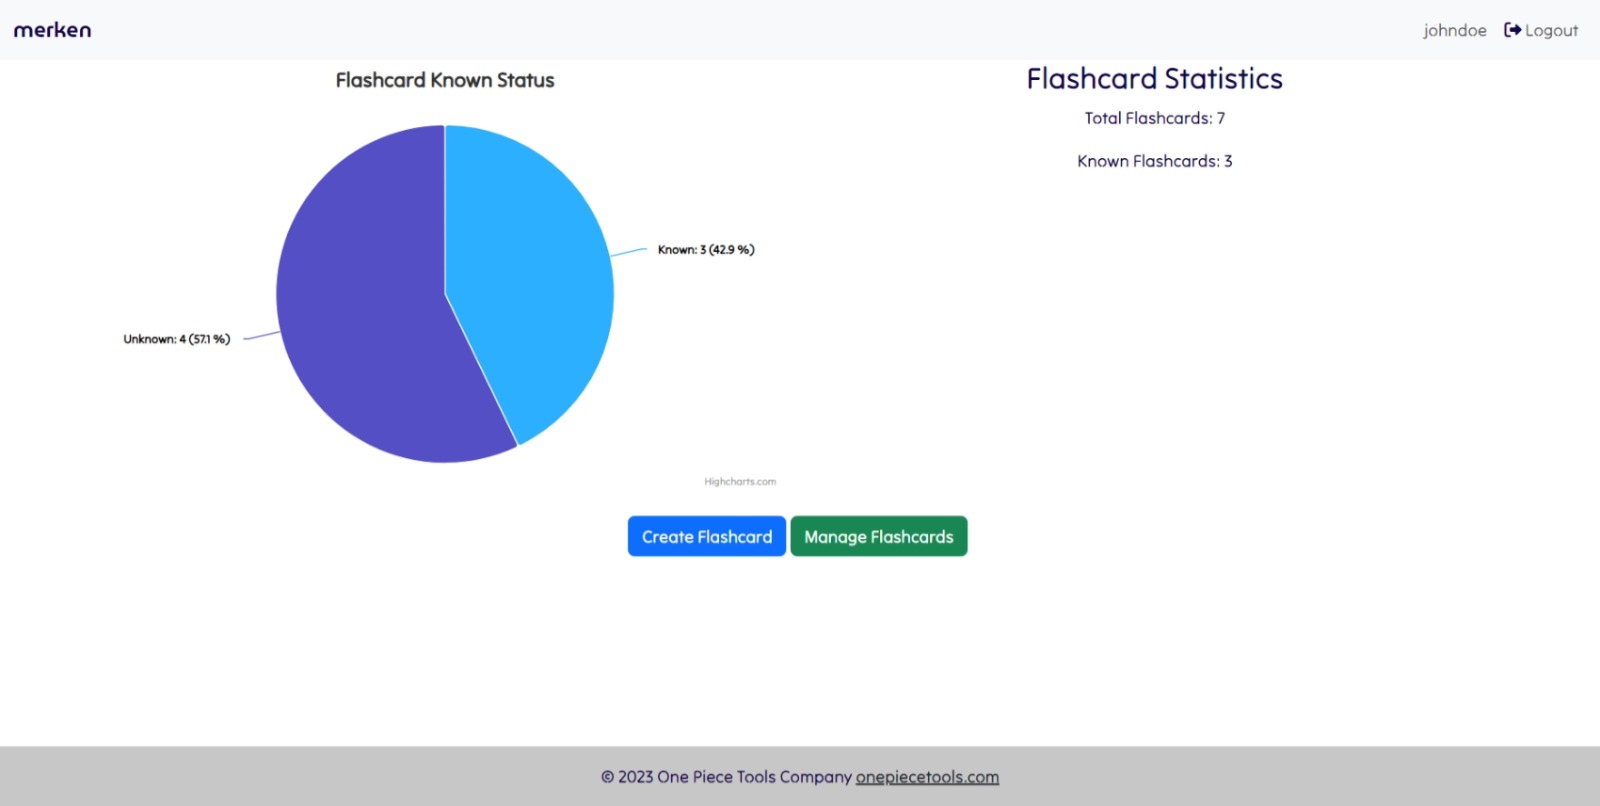 merken
johndoe
Logout
Flashcard Known Status
Known: 3 (42.9 %)
Unknown: 4 (57.1 %)
Highcharts.com
Flashcard Statistics
Total Flashcards: 7
Known Flashcards: 3
Create Flashcard
Manage Flashcards
© 2023 One Piece Tools Company onepiecetools.com